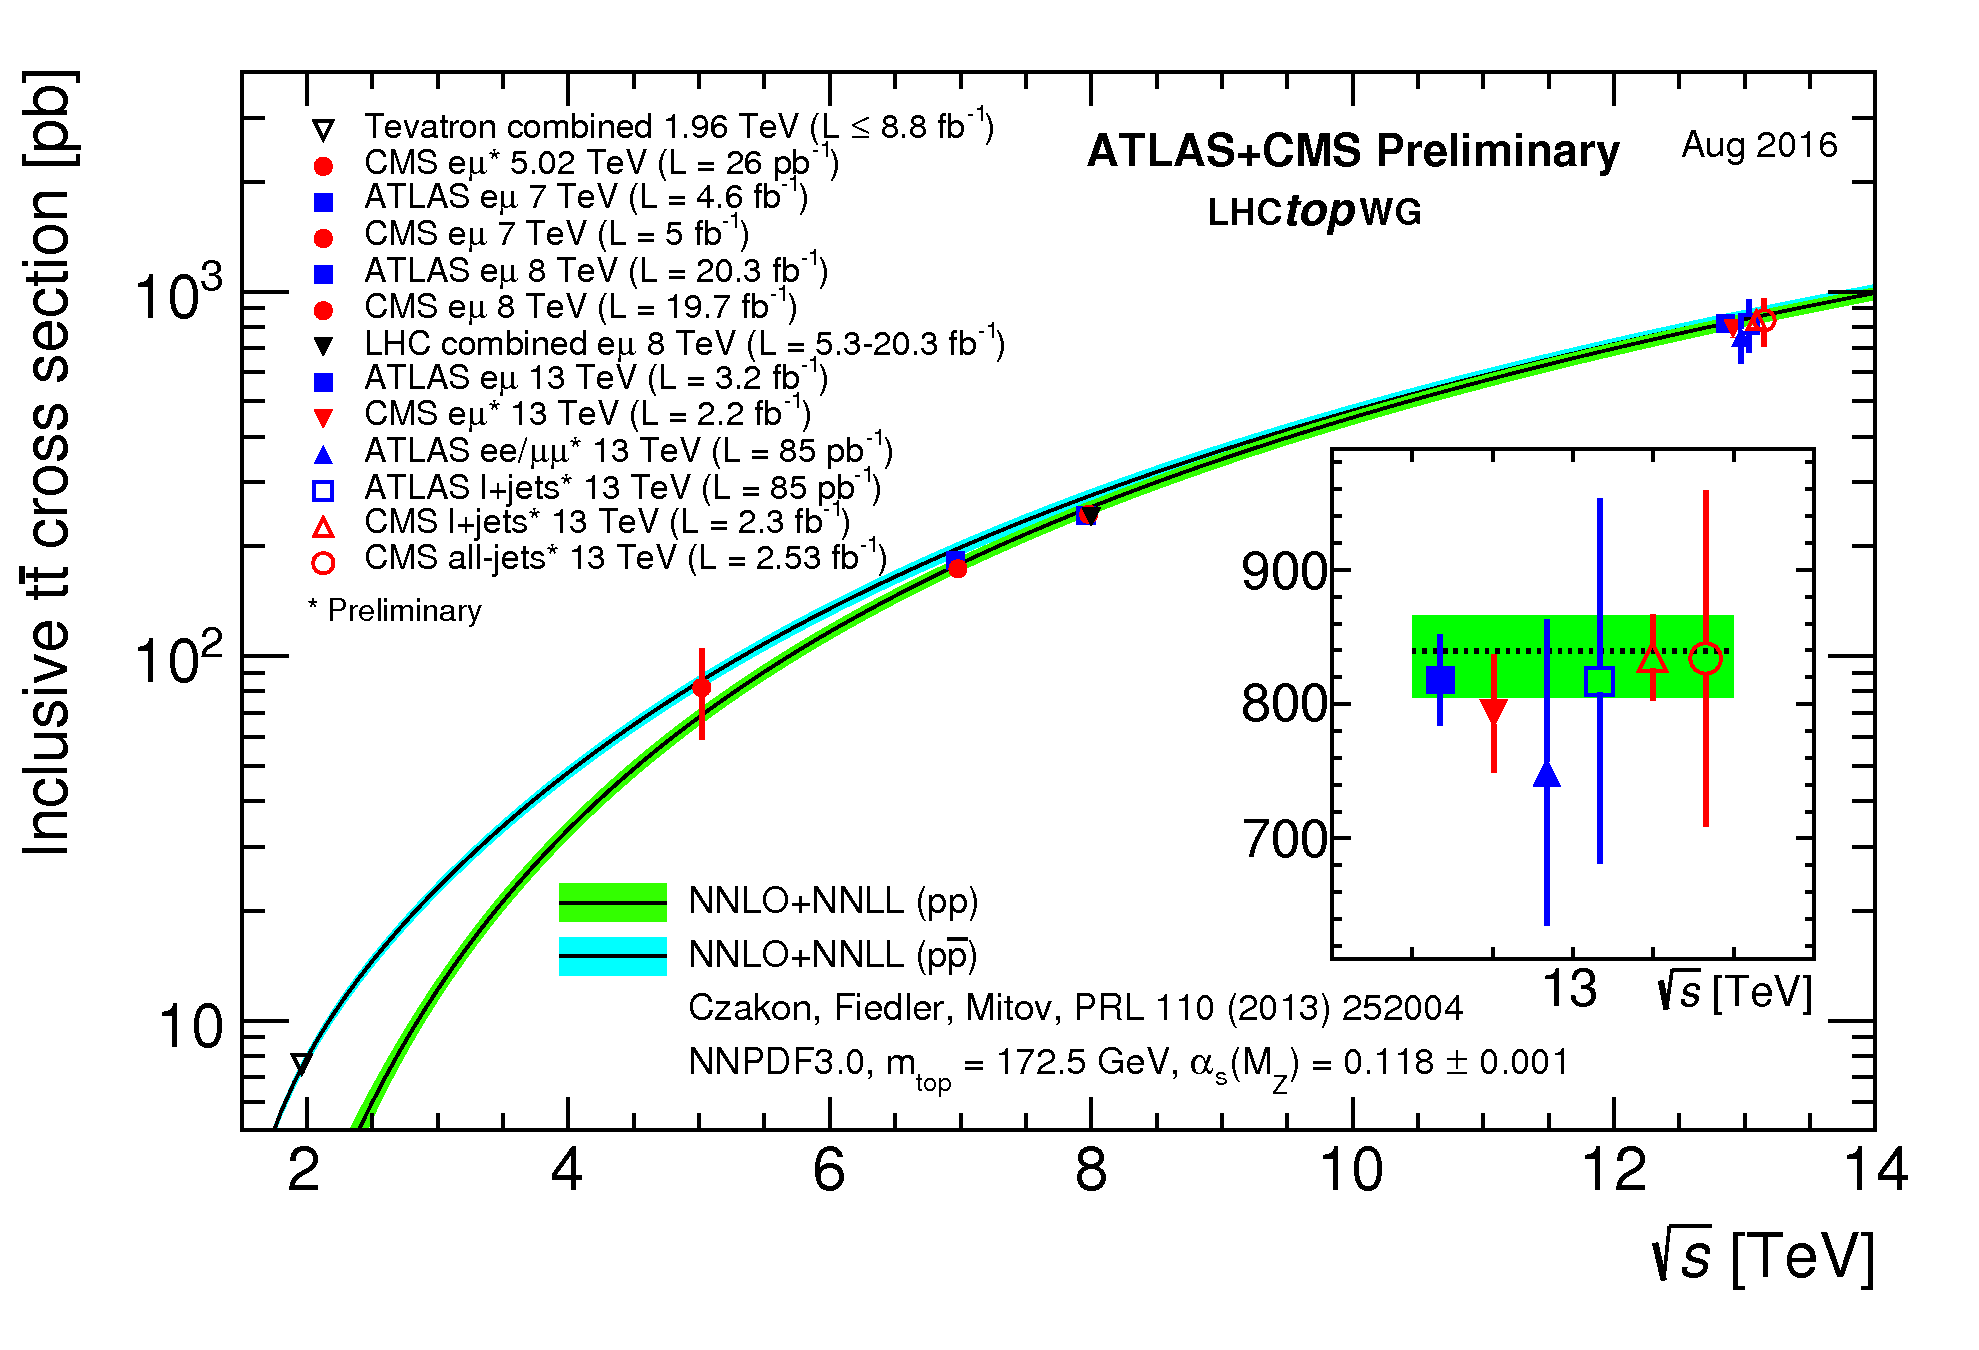 Inclusive tt̄ cross section [pb]
10³
10²
10
Tevatron combined 1.96 TeV (L ≤ 8.8 fb⁻¹)
CMS eμ* 5.02 TeV (L = 26 pb⁻¹)
ATLAS eμ 7 TeV (L = 4.6 fb⁻¹)
CMS eμ 7 TeV (L = 5 fb⁻¹)
ATLAS eμ 8 TeV (L = 20.3 fb⁻¹)
CMS eμ 8 TeV (L = 19.7 fb⁻¹)
LHC combined eμ 8 TeV (L = 5.3-20.3 fb⁻¹)
ATLAS eμ 13 TeV (L = 3.2 fb⁻¹)
CMS eμ* 13 TeV (L = 2.2 fb⁻¹)
ATLAS ee/μμ* 13 TeV (L = 85 pb⁻¹)
ATLAS l+jets* 13 TeV (L = 85 pb⁻¹)
CMS l+jets* 13 TeV (L = 2.3 fb⁻¹)
CMS all-jets* 13 TeV (L = 2.53 fb⁻¹)
* Preliminary
ATLAS+CMS Preliminary
Aug 2016
LHCtopWG
900
800
700
13
√s [TeV]
NNLO+NNLL (pp)
NNLO+NNLL (pp̄)
Czakon, Fiedler, Mitov, PRL 110 (2013) 252004
NNPDF3.0, m_top = 172.5 GeV, α_s(M_Z) = 0.118 ± 0.001
2 4 6 8 10 12 14
√s [TeV]